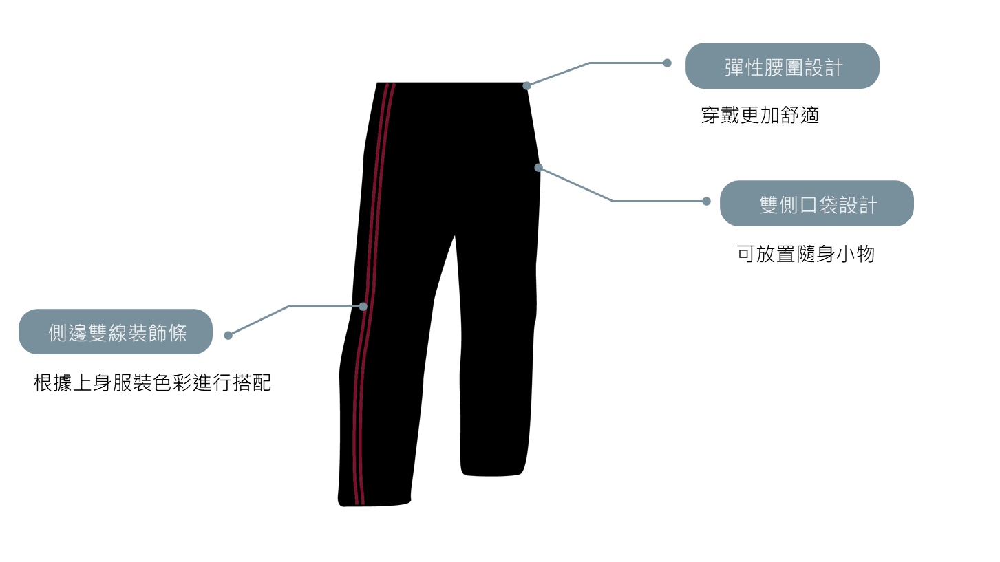 彈性腰圍設計
穿戴更加舒適
雙側口袋設計
可放置隨身小物
側邊雙線裝飾條
根據上身服裝色彩進行搭配